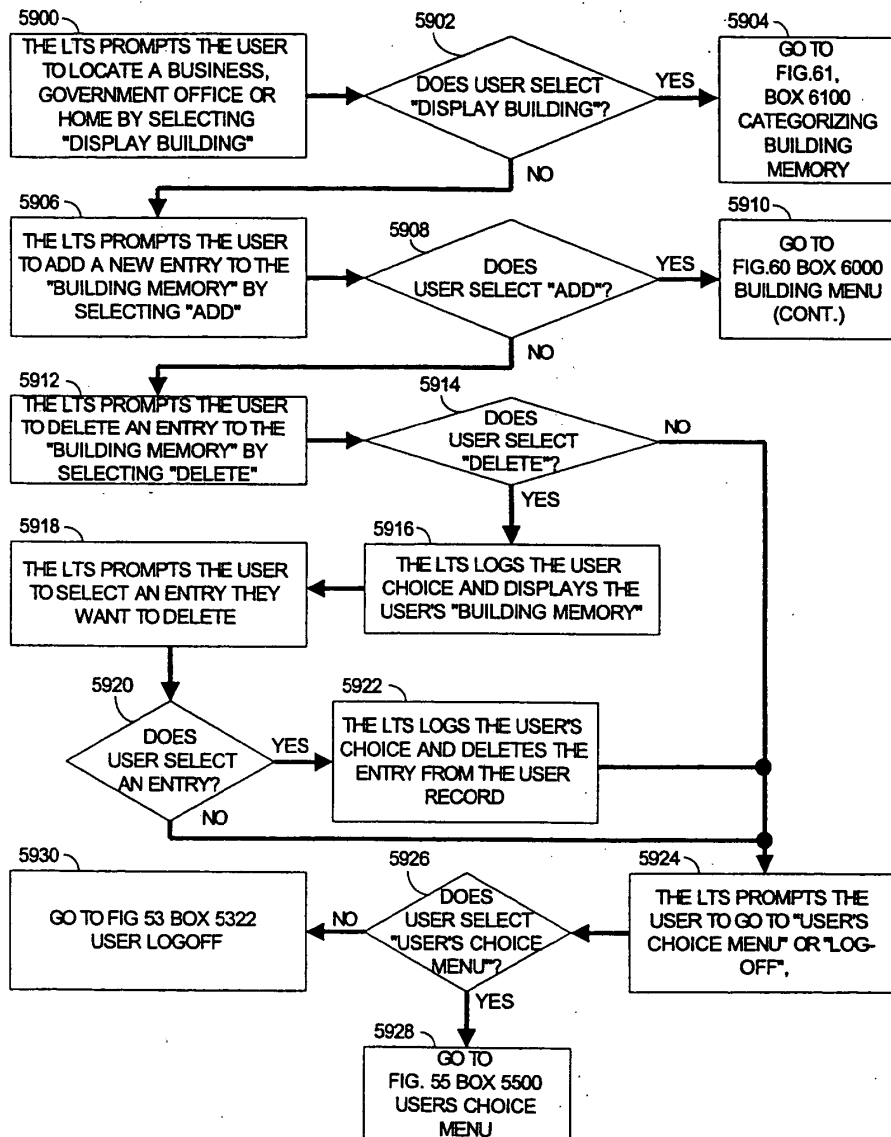 5900
THE LTS PROMPTS THE USER
TO LOCATE A BUSINESS,
GOVERNMENT OFFICE OR
HOME BY SELECTING
"DISPLAY BUILDING"
5902
DOES USER SELECT
"DISPLAY BUILDING"?
YES
NO
5904
GO TO
FIG.61,
BOX 6100
CATEGORIZING
BUILDING
MEMORY
5906
THE LTS PROMPTS THE USER
TO ADD A NEW ENTRY TO THE
"BUILDING MEMORY" BY
SELECTING "ADD"
5908
DOES
USER SELECT "ADD"?
YES
NO
5910
GO TO
FIG.60 BOX 6000
BUILDING MENU
(CONT.)
5912
THE LTS PROMPTS THE USER
TO DELETE AN ENTRY TO THE
"BUILDING MEMORY" BY
SELECTING "DELETE"
5914
DOES
USER SELECT
"DELETE"?
NO
YES
5916
THE LTS LOGS THE USER
CHOICE AND DISPLAYS THE
USER'S "BUILDING MEMORY"
5918
THE LTS PROMPTS THE USER
TO SELECT AN ENTRY THEY
WANT TO DELETE
5920
DOES
USER SELECT
AN ENTRY?
YES
NO
5922
THE LTS LOGS THE USER'S
CHOICE AND DELETES THE
ENTRY FROM THE USER
RECORD
5924
THE LTS PROMPTS THE
USER TO GO TO "USER'S
CHOICE MENU" OR "LOG-
OFF",
5926
DOES
USER SELECT
"USER'S CHOICE
MENU"?
NO
YES
5930
GO TO FIG 53 BOX 5322
USER LOGOFF
5928
GO TO
FIG. 55 BOX 5500
USERS CHOICE
MENU